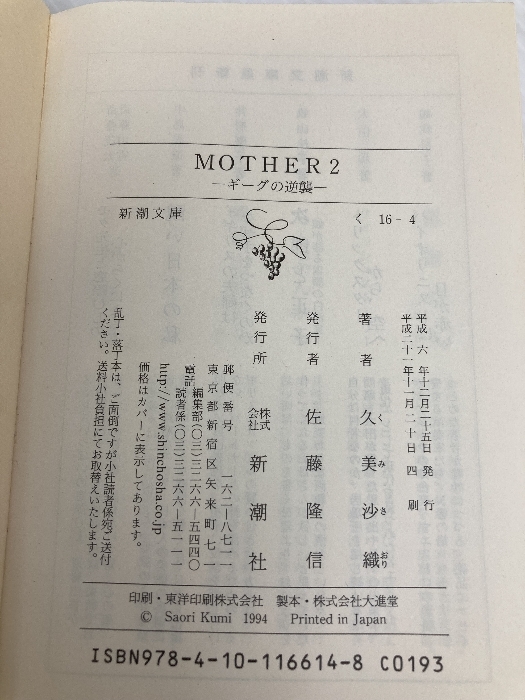 MOTHER2
―ギーグの逆襲―
新潮文庫
く 16-4
平成六年十二月二十五日発行
平成二十一年十一月二十日四刷
著者 久美沙織
く み さ おり
発行者 佐藤隆信
発行所 株式会社 新潮社
郵便番号 一六二―八七一一
東京都新宿区矢来町七一
電話 編集部(〇三)三二六六―五四四〇
読者係(〇三)三二六六―五一一一
http://www.shinchosha.co.jp
価格はカバーに表示してあります。
乱丁・落丁本は、ご面倒ですが小社読者係宛ご送付
ください。送料小社負担にてお取替えいたします。
印刷・東洋印刷株式会社 製本・株式会社大進堂
© Saori Kumi 1994 Printed in Japan
ISBN978-4-10-116614-8 C0193